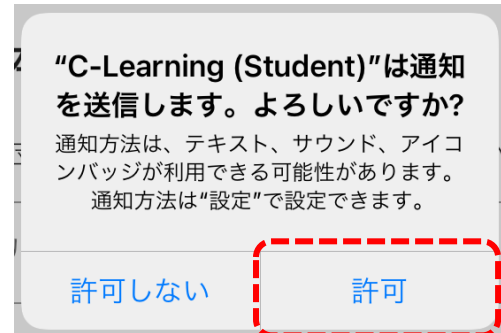 “C-Learning (Student)”は通知
を送信します。よろしいですか?
通知方法は、テキスト、サウンド、アイコ
ンバッジが利用できる可能性があります。
通知方法は“設定”で設定できます。
許可しない
許可